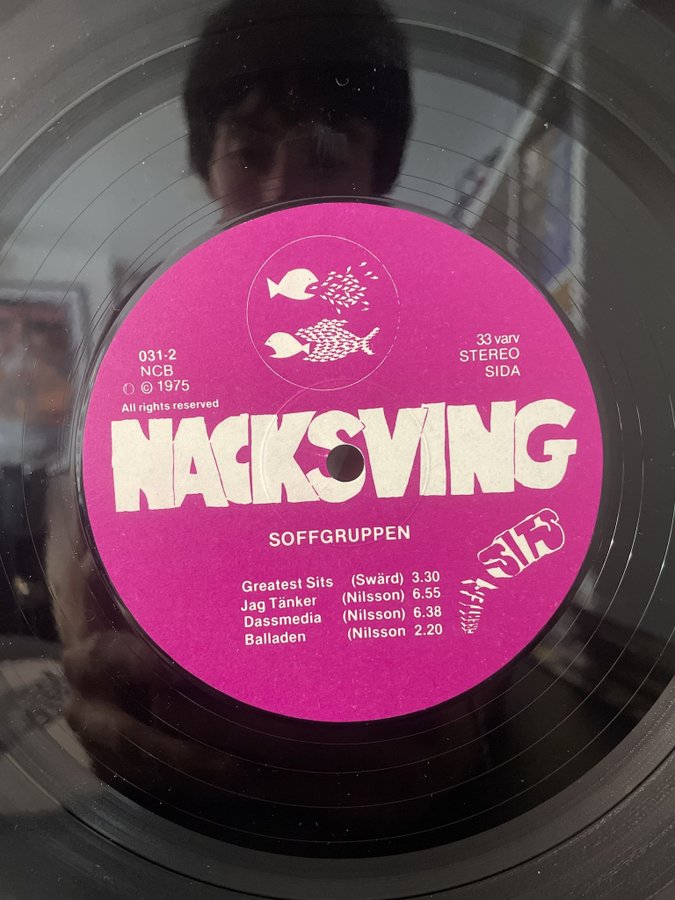 031-2
NCB
Ⓟ © 1975
All rights reserved
33 varv
STEREO
SIDA
NACKSVING
SOFFGRUPPEN
Greatest Sits (Swärd) 3.30
Jag Tänker (Nilsson) 6.55
Dassmedia (Nilsson) 6.38
Balladen (Nilsson 2.20
SITS